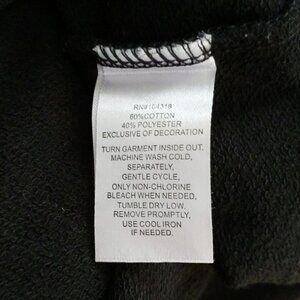 RN#104318
60%COTTON
40% POLYESTER
EXCLUSIVE OF DECORATION
TURN GARMENT INSIDE OUT.
MACHINE WASH COLD,
SEPARATELY,
GENTLE CYCLE,
ONLY NON-CHLORINE
BLEACH WHEN NEEDED,
TUMBLE DRY LOW.
REMOVE PROMPTLY,
USE COOL IRON
IF NEEDED.